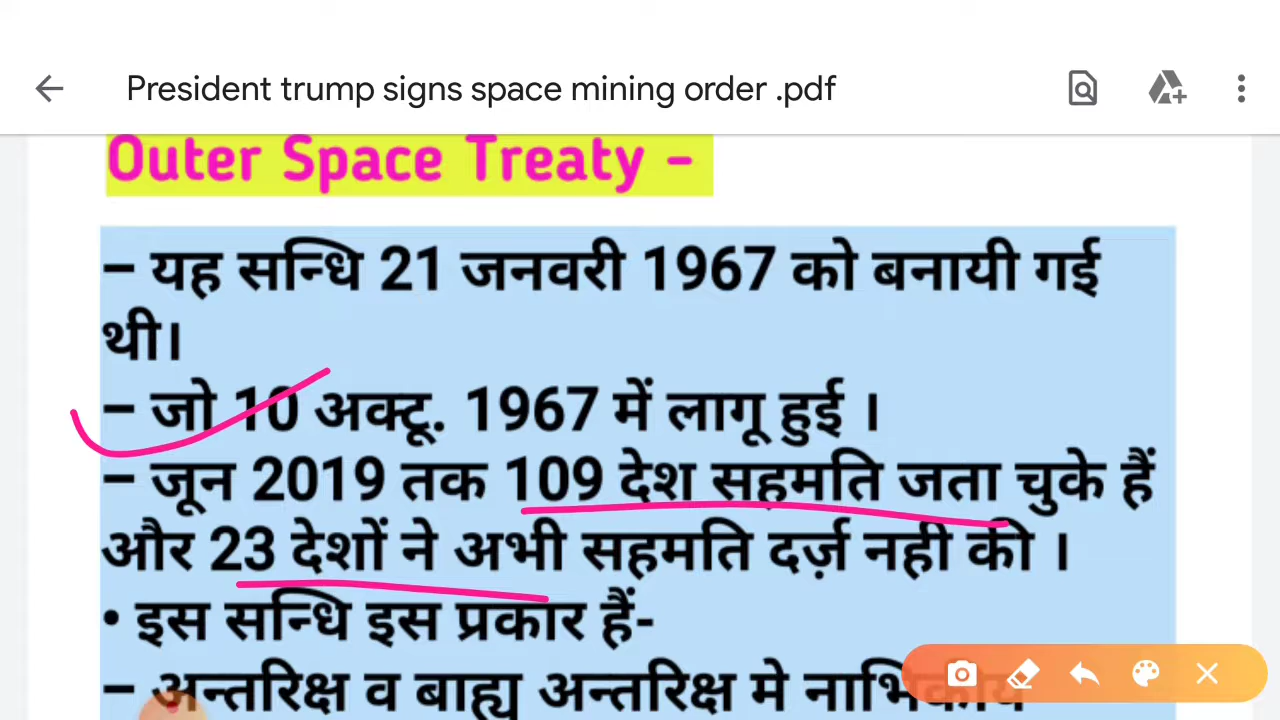 President trump signs space mining order .pdf
Outer Space Treaty -
– यह सन्धि 21 जनवरी 1967 को बनायी गई
थी।
– जो 10 अक्टू. 1967 में लागू हुई ।
– जून 2019 तक 109 देश सहमति जता चुके हैं
और 23 देशों ने अभी सहमति दर्ज़ नही की ।
• इस सन्धि इस प्रकार हैं-
– अन्तरिक्ष व बाह्य अन्तरिक्ष मे